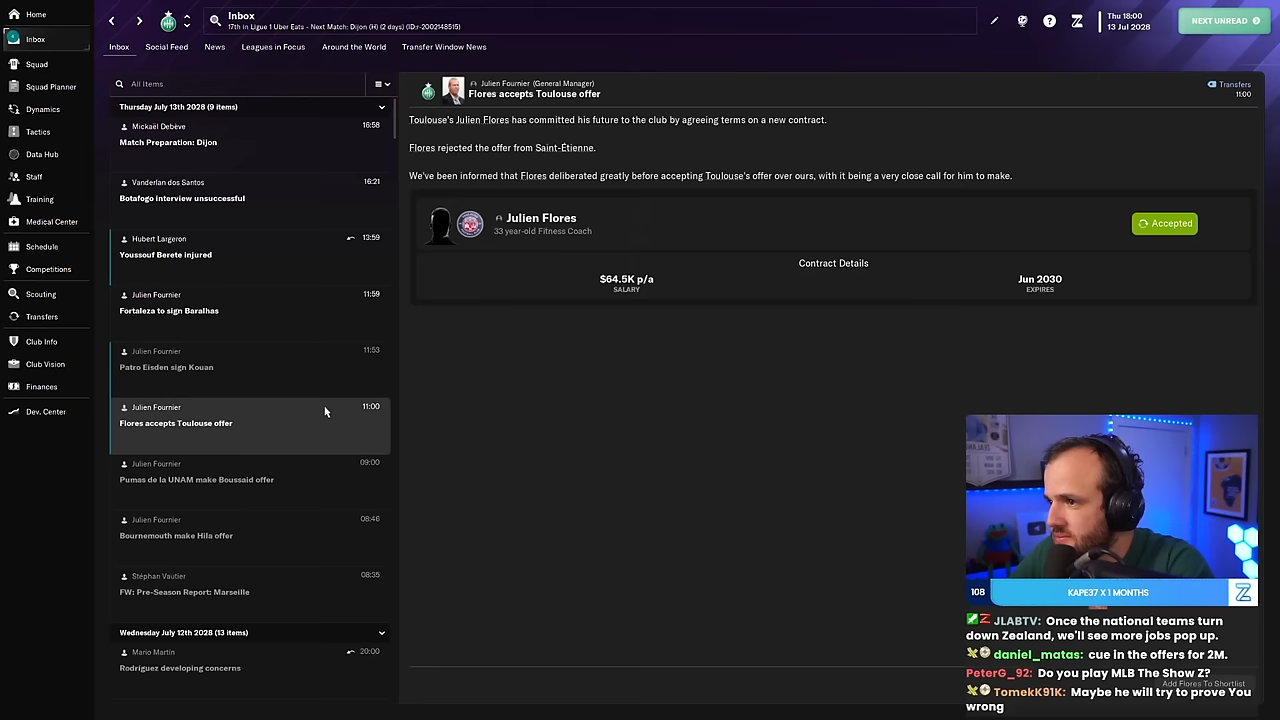 Home
Inbox
Squad
Squad Planner
Dynamics
Tactics
Data Hub
Staff
Training
Medical Center
Schedule
Competitions
Scouting
Transfers
Club Info
Club Vision
Finances
Dev. Center
Inbox
17th in Ligue 1 Uber Eats - Next Match: Dijon (H) (2 days) (ID:r-2002148515)
Thu 18:00
13 Jul 2028
NEXT UNREAD
Inbox
Social Feed
News
Leagues in Focus
Around the World
Transfer Window News
All Items
Thursday July 13th 2028 (9 items)
Mickaël Debève 16:58
Match Preparation: Dijon
Vanderlan dos Santos 16:21
Botafogo interview unsuccessful
Hubert Largeron 13:59
Youssouf Berete injured
Julien Fournier 11:59
Fortaleza to sign Baralhas
Julien Fournier 11:53
Patro Eisden sign Kouan
Julien Fournier 11:00
Flores accepts Toulouse offer
Julien Fournier 09:00
Pumas de la UNAM make Boussaid offer
Julien Fournier 08:46
Bournemouth make Hila offer
Stéphan Vautier 08:35
FW: Pre-Season Report: Marseille
Wednesday July 12th 2028 (13 items)
Mario Martín 20:00
Rodríguez developing concerns
Julien Fournier (General Manager)
Flores accepts Toulouse offer
Transfers
11:00
Toulouse's Julien Flores has committed his future to the club by agreeing terms on a new contract.
Flores rejected the offer from Saint-Étienne.
We've been informed that Flores deliberated greatly before accepting Toulouse's offer over ours, with it being a very close call for him to make.
Julien Flores
33 year-old Fitness Coach
Accepted
Contract Details
$64.5K p/a
SALARY
Jun 2030
EXPIRES
108
KAPE37 X 1 MONTHS
Z
JLABTV: Once the national teams turn
down Zealand, we'll see more jobs pop up.
daniel_matas: cue in the offers for 2M.
PeterG_92: Do you play MLB The Show Z?
Add Flores To Shortlist
TomekK91K: Maybe he will try to prove You
wrong